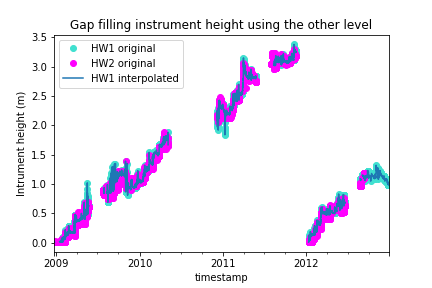 Gap filling instrument height using the other level
HW1 original
HW2 original
HW1 interpolated
3.5
3.0
2.5
2.0
1.5
1.0
0.5
0.0
Intrument height (m)
2009 2010 2011 2012
timestamp